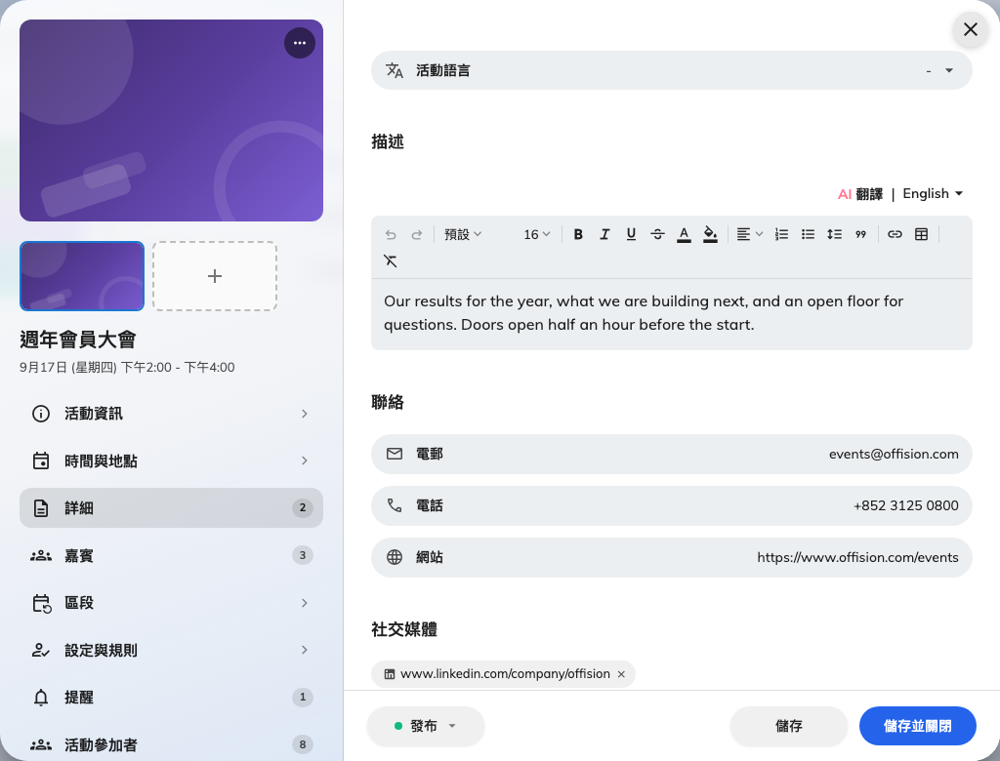 週年會員大會
9月17日 (星期四) 下午2:00 - 下午4:00
活動資訊
時間與地點
詳細 2
嘉賓 3
區段
設定與規則
提醒 1
活動參加者 8
活動語言 -
描述
AI 翻譯 | English
預設 16 B I U A
Our results for the year, what we are building next, and an open floor for
questions. Doors open half an hour before the start.
聯絡
電郵 events@offision.com
電話 +852 3125 0800
網站 https://www.offision.com/events
社交媒體
www.linkedin.com/company/offision
發布 儲存 儲存並關閉